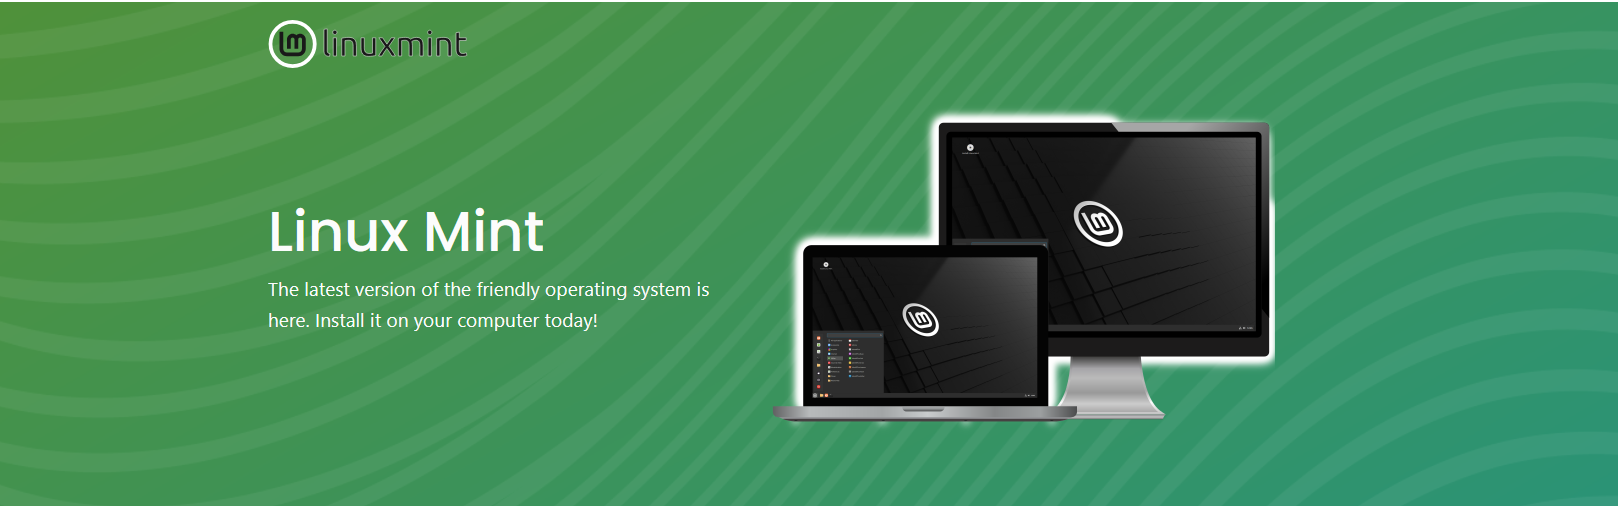 linuxmint
Linux Mint
The latest version of the friendly operating system is
here. Install it on your computer today!